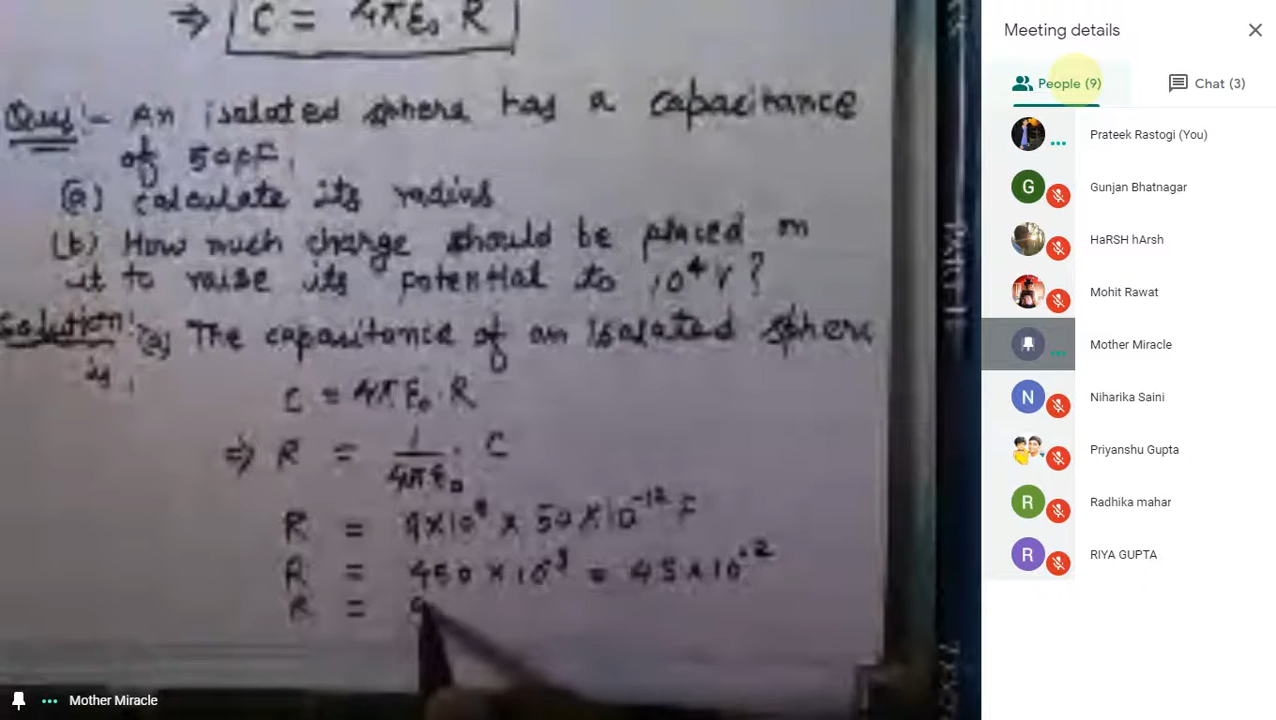 ⇒ C = 4πε₀ R
Ques:- An isolated sphere has a capacitance
of 50pF.
(a) calculate its radius
(b) How much charge should be placed on
it to raise its potential to 10⁴ V?
Solution:- (a) The capacitance of an isolated sphere
is,
C = 4πε₀ · R
⇒ R = 1/4πε₀ · C
R = 9×10⁹ × 50×10⁻¹² F
R = 450×10⁻³ = 45×10⁻²
R =
Mother Miracle
Meeting details
People (9)
Chat (3)
Prateek Rastogi (You)
G Gunjan Bhatnagar
HaRSH hArsh
Mohit Rawat
Mother Miracle
N Niharika Saini
Priyanshu Gupta
R Radhika mahar
R RIYA GUPTA